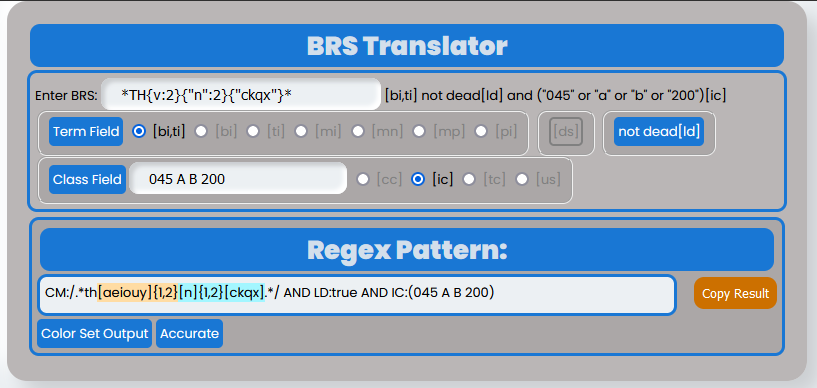 BRS Translator
Enter BRS: *TH{v:2}{"n":2}{"ckqx"}* [bi,ti] not dead[ld] and ("045" or "a" or "b" or "200")[ic]
Term Field [bi,ti] [bi] [ti] [mi] [mn] [mp] [pi] [ds] not dead[ld]
Class Field 045 A B 200 [cc] [ic] [tc] [us]
Regex Pattern:
CM:/.*th[aeiouy]{1,2}[n]{1,2}[ckqx].*/ AND LD:true AND IC:(045 A B 200) Copy Result
Color Set Output Accurate